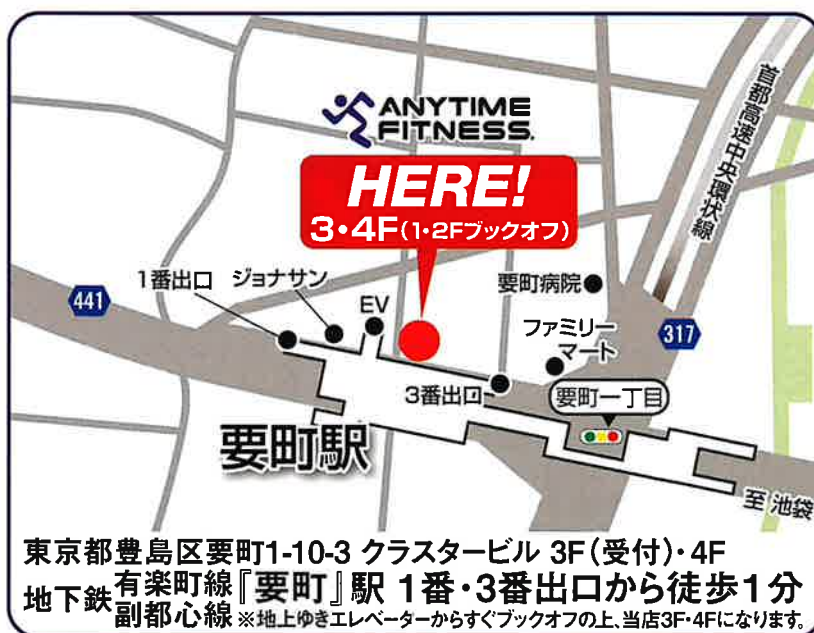 ANYTIME
FITNESS.
HERE!
3・4F(1・2Fブックオフ)
首都高速中央環状線
441
1番出口
ジョナサン
EV
要町病院
ファミリー
マート
317
3番出口
要町一丁目
要町駅
至 池袋
東京都豊島区要町1-10-3 クラスタービル 3F(受付)・4F
地下鉄 有楽町線 副都心線『要町』駅 1番・3番出口から徒歩1分
※地上ゆきエレベーターからすぐブックオフの上、当店3F・4Fになります。